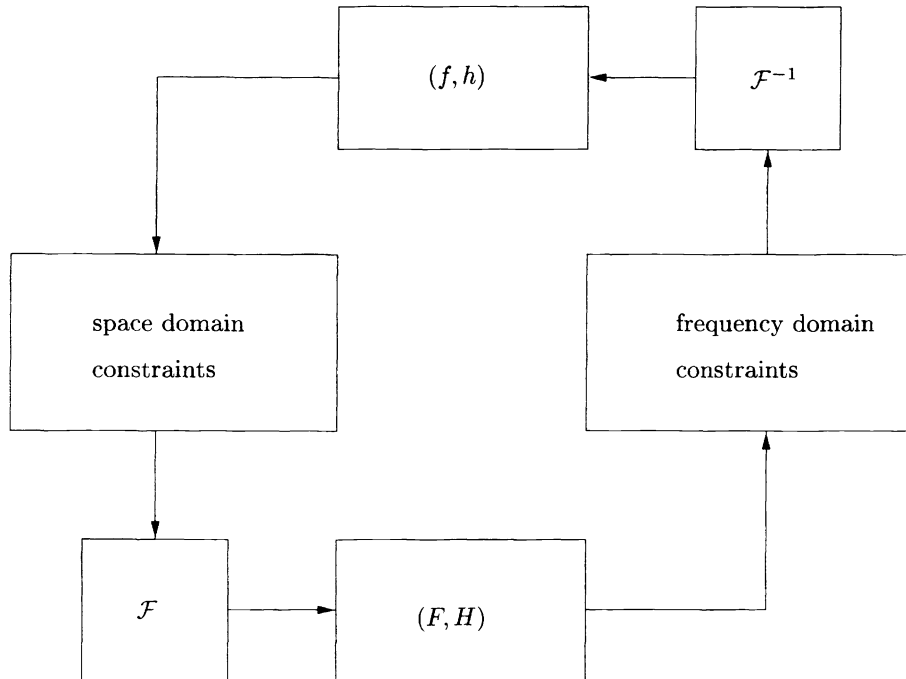 (f, h)
ℱ⁻¹
space domain
constraints
frequency domain
constraints
ℱ
(F, H)